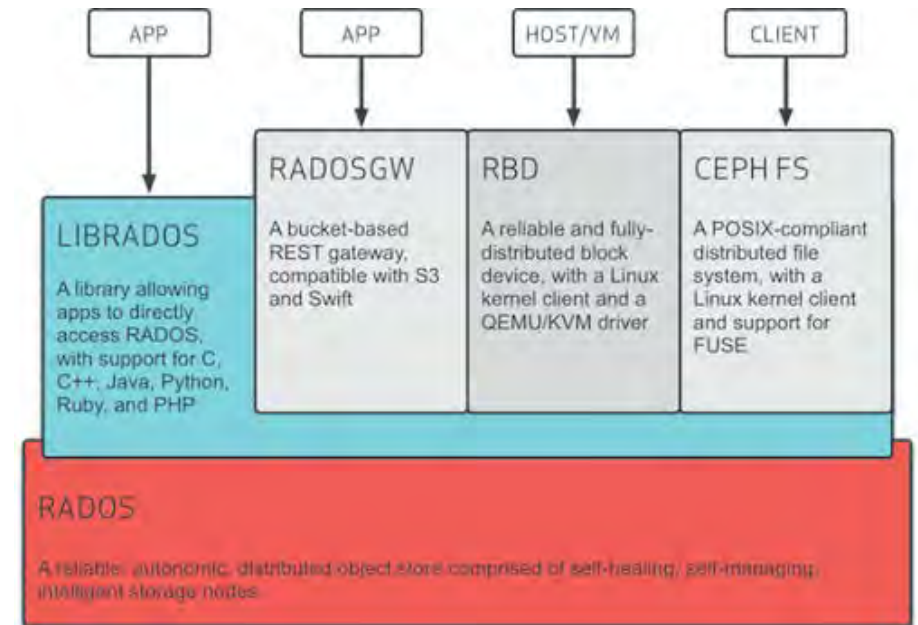 APP
APP
HOST/VM
CLIENT
LIBRADOS
A library allowing
apps to directly
access RADOS,
with support for C,
C++, Java, Python,
Ruby, and PHP
RADOSGW
A bucket-based
REST gateway,
compatible with S3
and Swift
RBD
A reliable and fully-
distributed block
device, with a Linux
kernel client and a
QEMU/KVM driver
CEPH FS
A POSIX-compliant
distributed file
system, with a
Linux kernel client
and support for
FUSE
RADOS
A reliable, autonomic, distributed object store comprised of self-healing, self-managing,
intelligent storage nodes